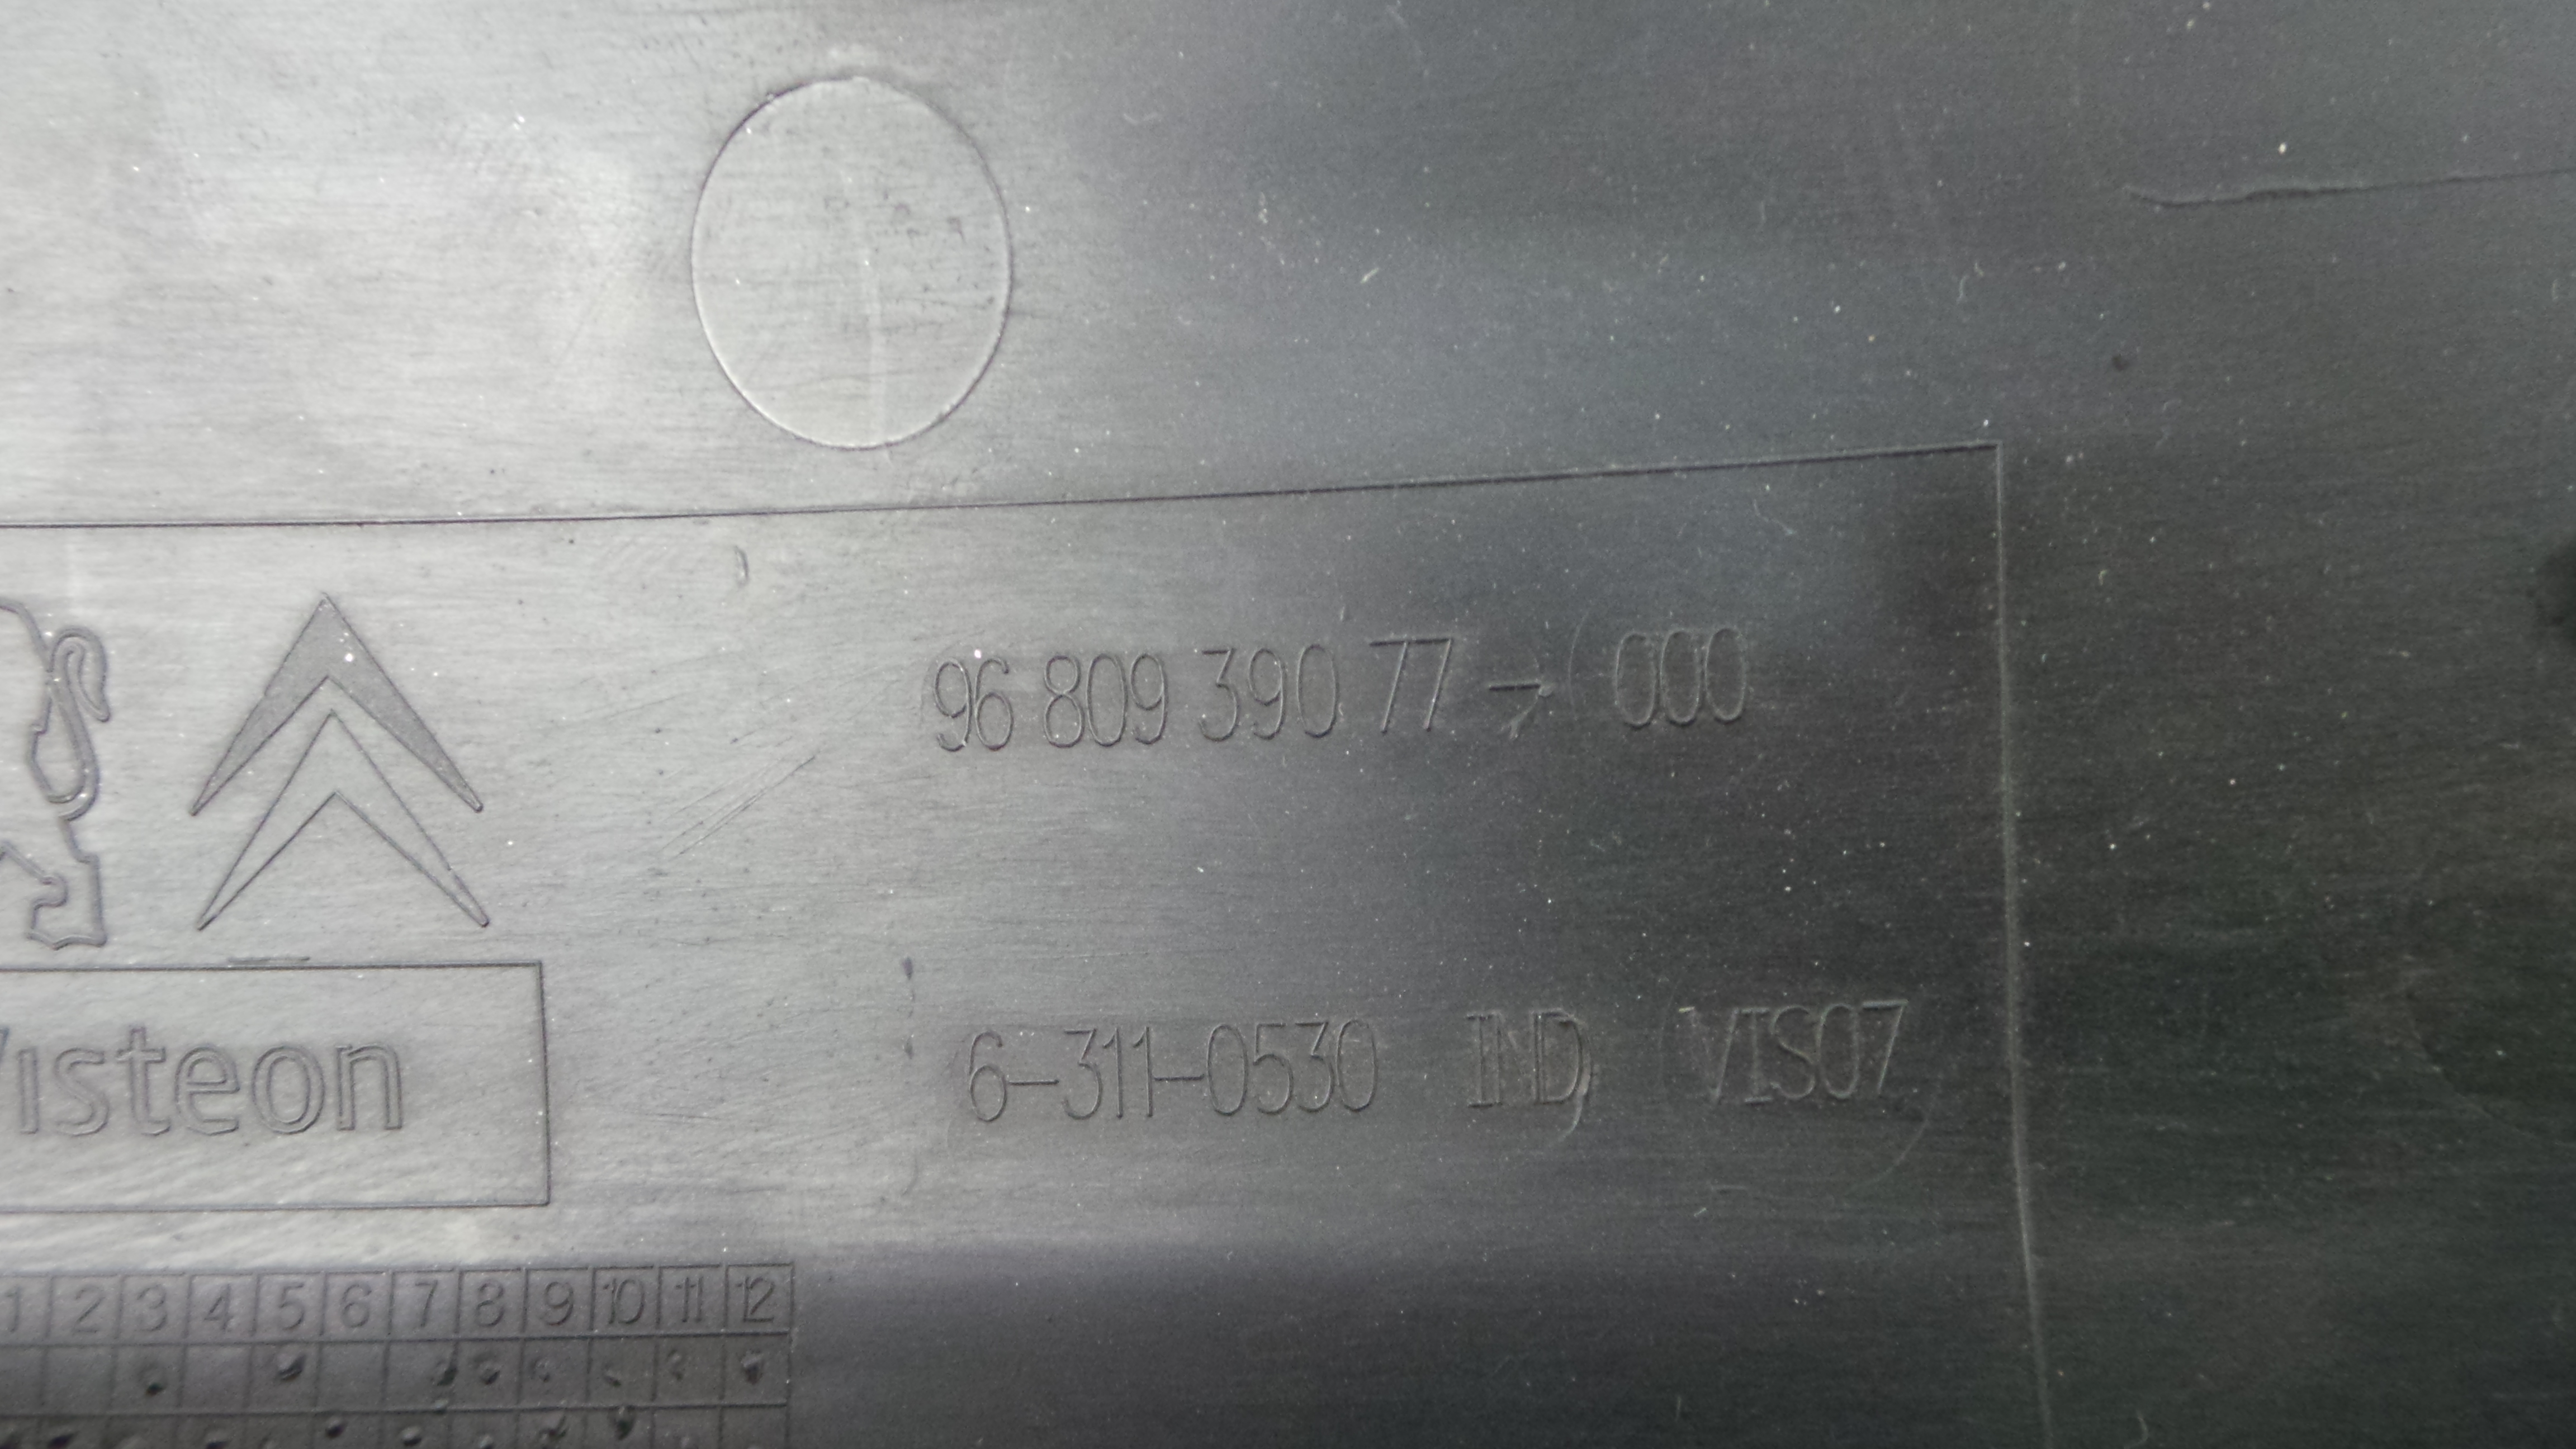 96 809 390 77 → 000
Visteon
6-311-0530 IND VIS07
1 2 3 4 5 6 7 8 9 10 11 12